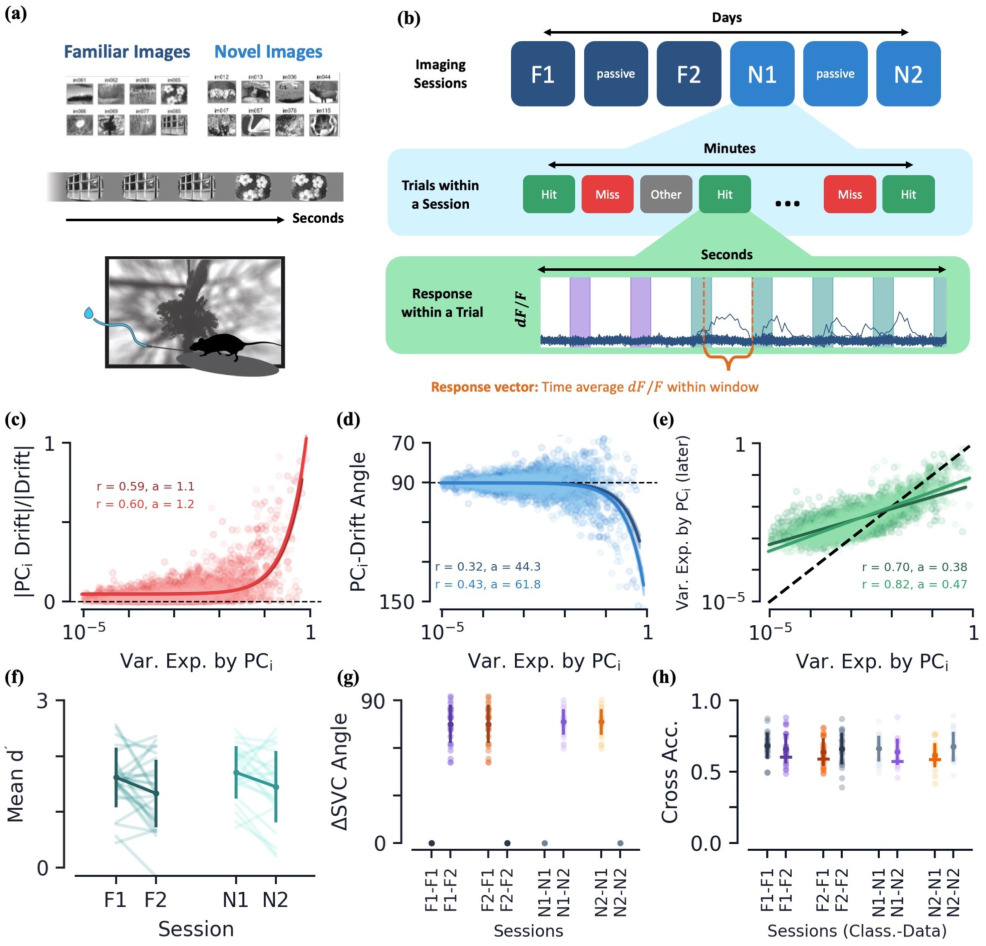 (a)
Familiar Images
Novel Images
im061 im062 im063 im065
im012 im013 im036 im044
im066 im069 im077 im085
im047 im057 im078 im115
Seconds
(b)
Days
Imaging
Sessions
F1
passive
F2
N1
passive
N2
Minutes
Trials within
a Session
Hit
Miss
Other
Hit
...
Miss
Hit
Seconds
Response
within a Trial
dF/F
Response vector: Time average dF/F within window
(c)
|PCi Drift|/|Drift|
1
0
r = 0.59, a = 1.1
r = 0.60, a = 1.2
10⁻⁵
1
Var. Exp. by PCi
(d)
PCi-Drift Angle
70
90
150
r = 0.32, a = 44.3
r = 0.43, a = 61.8
10⁻⁵
1
Var. Exp. by PCi
(e)
Var. Exp. by PCi (later)
1
10⁻⁵
r = 0.70, a = 0.38
r = 0.82, a = 0.47
10⁻⁵
1
Var. Exp. by PCi
(f)
Mean d′
3
0
F1
F2
N1
N2
Session
(g)
ΔSVC Angle
90
0
F1-F1
F1-F2
F2-F1
F2-F2
N1-N1
N1-N2
N2-N1
N2-N2
Sessions
(h)
Cross Acc.
1.0
0.5
0.0
F1-F1
F1-F2
F2-F1
F2-F2
N1-N1
N1-N2
N2-N1
N2-N2
Sessions (Class.-Data)